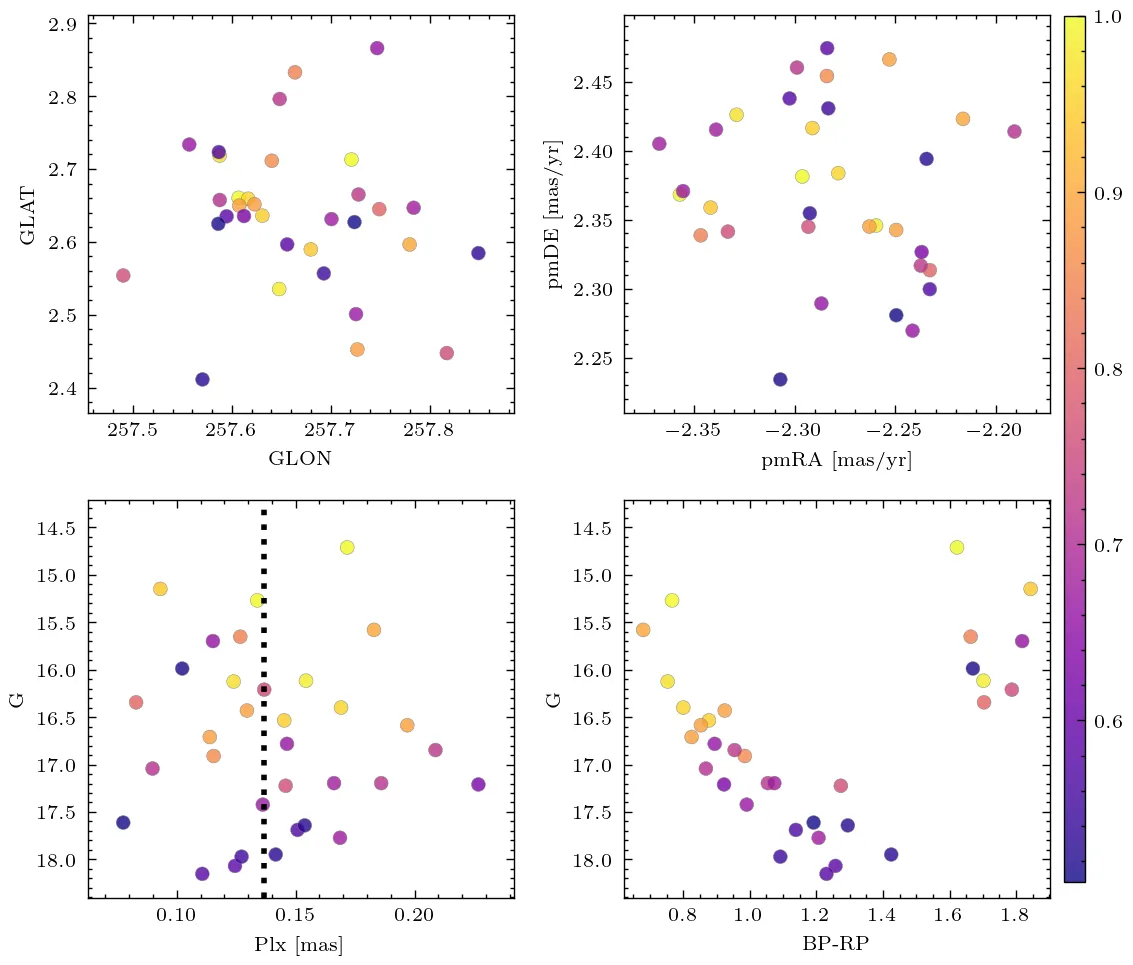 2.9
2.8
2.7
2.6
2.5
2.4
GLAT
257.5 257.6 257.7 257.8
GLON
2.45
2.40
2.35
2.30
2.25
pmDE [mas/yr]
−2.35 −2.30 −2.25 −2.20
pmRA [mas/yr]
1.0
0.9
0.8
0.7
0.6
14.5
15.0
15.5
16.0
16.5
17.0
17.5
18.0
G
0.10 0.15 0.20
Plx [mas]
14.5
15.0
15.5
16.0
16.5
17.0
17.5
18.0
G
0.8 1.0 1.2 1.4 1.6 1.8
BP-RP